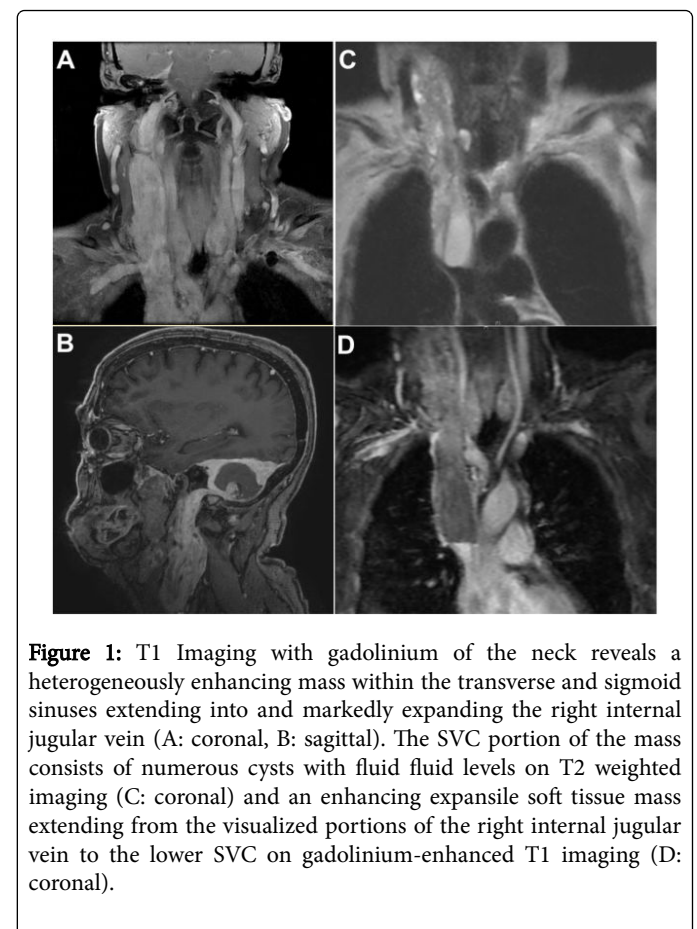 A
C
B
D
Figure 1: T1 Imaging with gadolinium of the neck reveals a
heterogeneously enhancing mass within the transverse and sigmoid
sinuses extending into and markedly expanding the right internal
jugular vein (A: coronal, B: sagittal). The SVC portion of the mass
consists of numerous cysts with fluid fluid levels on T2 weighted
imaging (C: coronal) and an enhancing expansile soft tissue mass
extending from the visualized portions of the right internal jugular
vein to the lower SVC on gadolinium-enhanced T1 imaging (D:
coronal).